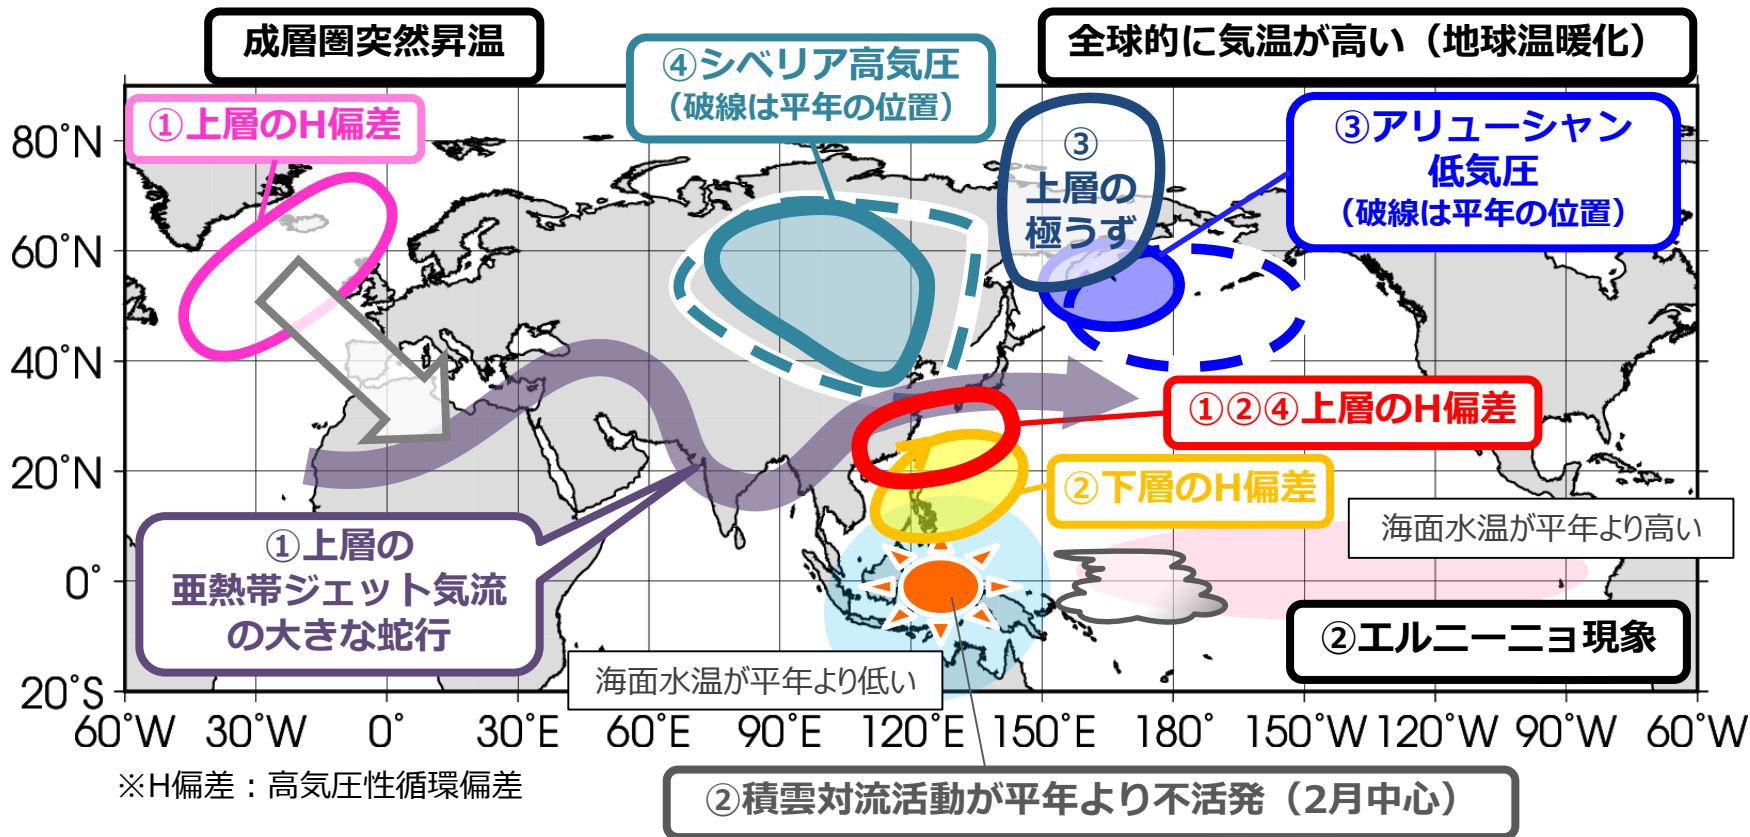 成層圏突然昇温
全球的に気温が高い（地球温暖化）
④シベリア高気圧
（破線は平年の位置）
①上層のH偏差
③
上層の
極うず
③アリューシャン
低気圧
（破線は平年の位置）
80°N
60°N
40°N
20°N
0°
20°S
①②④上層のH偏差
②下層のH偏差
海面水温が平年より高い
①上層の
亜熱帯ジェット気流
の大きな蛇行
②エルニーニョ現象
海面水温が平年より低い
60°W 30°W 0° 30°E 60°E 90°E 120°E 150°E 180° 150°W 120°W 90°W 60°W
※H偏差：高気圧性循環偏差
②積雲対流活動が平年より不活発（2月中心）